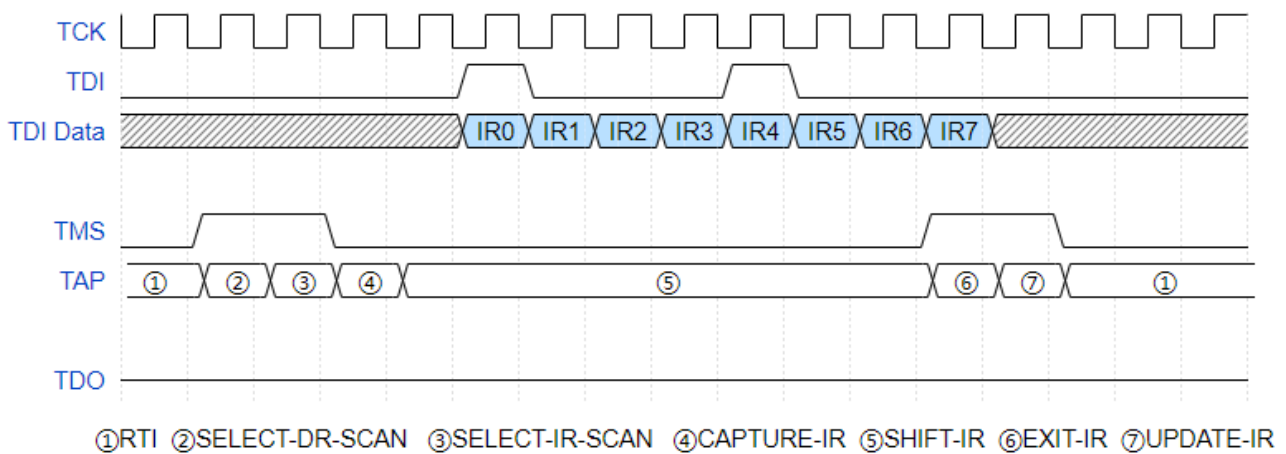 TCK
TDI
TDI Data IR0 IR1 IR2 IR3 IR4 IR5 IR6 IR7
TMS
TAP ① ② ③ ④ ⑤ ⑥ ⑦ ①
TDO
①RTI ②SELECT-DR-SCAN ③SELECT-IR-SCAN ④CAPTURE-IR ⑤SHIFT-IR ⑥EXIT-IR ⑦UPDATE-IR